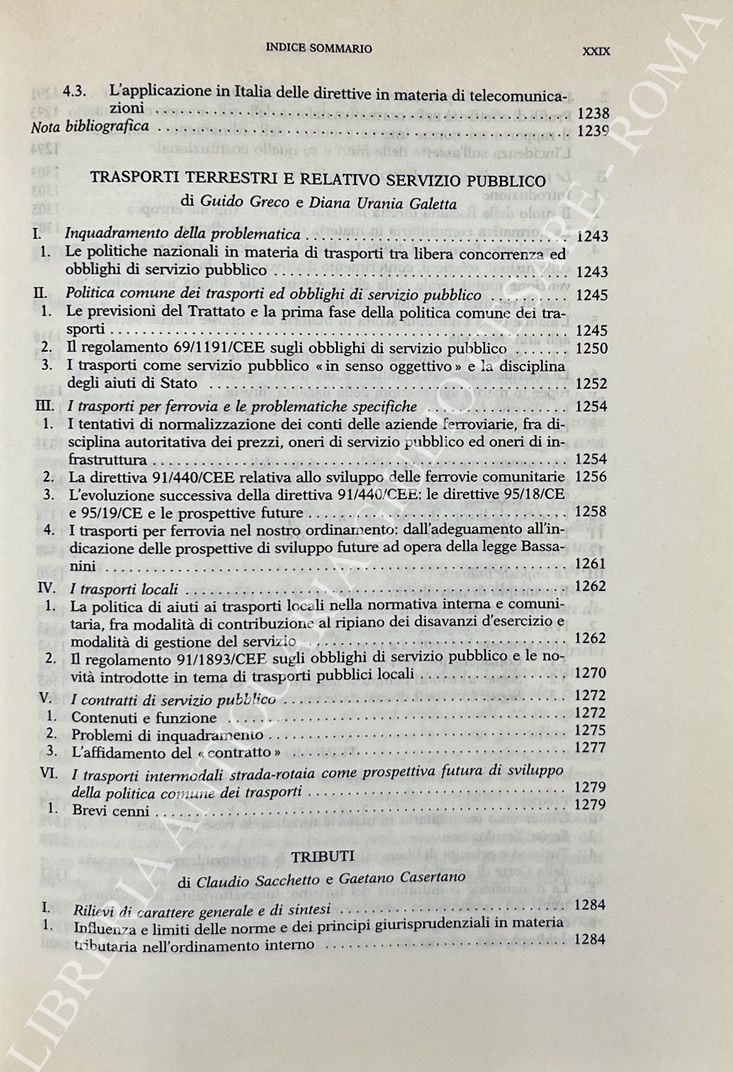 INDICE SOMMARIO XXIX
4.3. L'applicazione in Italia delle direttive in materia di telecomunica-
zioni ........................................ 1238
Nota bibliografica ........................................ 1239
TRASPORTI TERRESTRI E RELATIVO SERVIZIO PUBBLICO
di Guido Greco e Diana Urania Galetta
I. Inquadramento della problematica ........................ 1243
1. Le politiche nazionali in materia di trasporti tra libera concorrenza ed
obblighi di servizio pubblico ........................ 1243
II. Politica comune dei trasporti ed obblighi di servizio pubblico .......... 1245
1. Le previsioni del Trattato e la prima fase della politica comune dei tra-
sporti ........................................ 1245
2. Il regolamento 69/1191/CEE sugli obblighi di servizio pubblico ....... 1250
3. I trasporti come servizio pubblico «in senso oggettivo» e la disciplina
degli aiuti di Stato ........................ 1252
III. I trasporti per ferrovia e le problematiche specifiche ................ 1254
1. I tentativi di normalizzazione dei conti delle aziende ferroviarie, fra di-
sciplina autoritativa dei prezzi, oneri di servizio pubblico ed oneri di in-
frastruttura ........................................ 1254
2. La direttiva 91/440/CEE relativa allo sviluppo delle ferrovie comunitarie 1256
3. L'evoluzione successiva della direttiva 91/440/CEE: le direttive 95/18/CE
e 95/19/CE e le prospettive future ........................ 1258
4. I trasporti per ferrovia nel nostro ordinamento: dall'adeguamento all'in-
dicazione delle prospettive di sviluppo future ad opera della legge Bassa-
nini ........................................ 1261
IV. I trasporti locali ........................................ 1262
1. La politica di aiuti ai trasporti locali nella normativa interna e comuni-
taria, fra modalità di contribuzione al ripiano dei disavanzi d'esercizio e
modalità di gestione del servizio ........................ 1262
2. Il regolamento 91/1893/CEE sugli obblighi di servizio pubblico e le no-
vità introdotte in tema di trasporti pubblici locali ................ 1270
V. I contratti di servizio pubblico ........................ 1272
1. Contenuti e funzione ........................ 1272
2. Problemi di inquadramento ........................ 1275
3. L'affidamento del «contratto» ........................ 1277
VI. I trasporti intermodali strada-rotaia come prospettiva futura di sviluppo
della politica comune dei trasporti ........................ 1279
1. Brevi cenni ........................................ 1279
TRIBUTI
di Claudio Sacchetto e Gaetano Casertano
I. Rilievi di carattere generale e di sintesi ........................ 1284
1. Influenza e limiti delle norme e dei principi giurisprudenziali in materia
tributaria nell'ordinamento interno ........................ 1284
LIBRERIA ANTIQUARIA GIULIO CESARE - ROMA